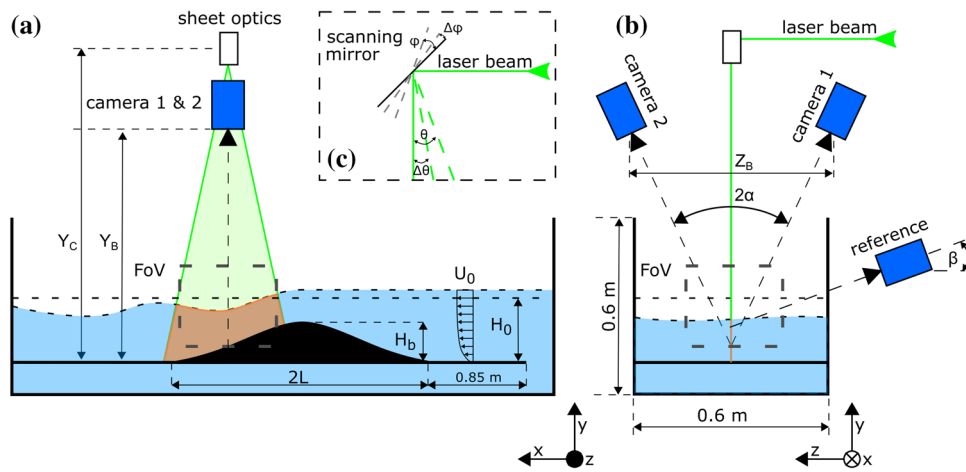 (a)
sheet optics
camera 1 & 2
Y_C
Y_B
FoV
U_0
H_0
H_b
2L
0.85 m
x
y
z
scanning
mirror
φ
Δφ
laser beam
θ
Δθ
(c)
(b)
laser beam
camera 2
camera 1
Z_B
2α
reference
β
FoV
0.6 m
0.6 m
y
z
x